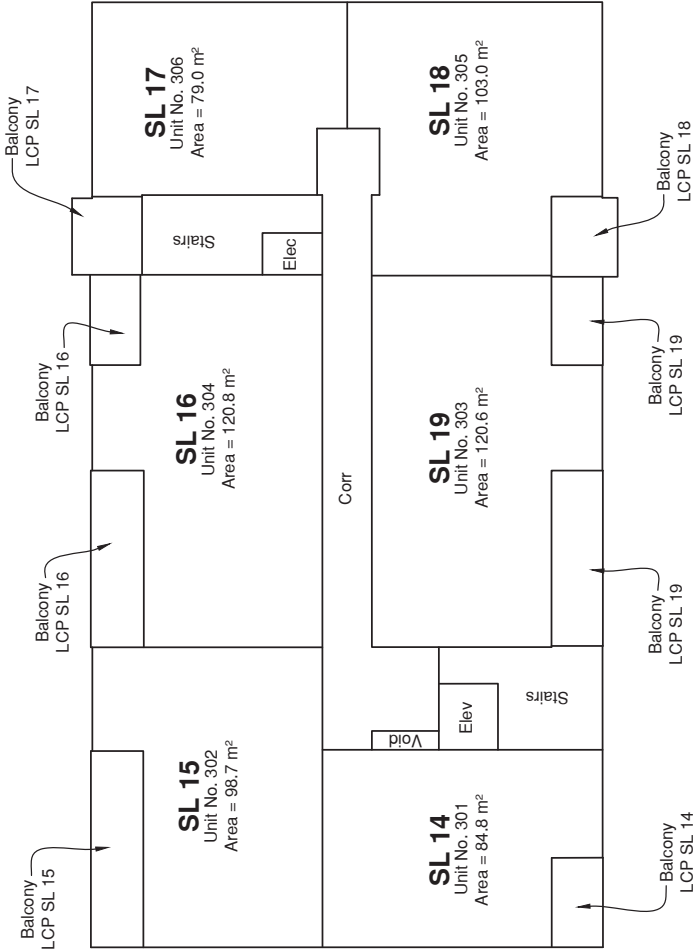 Balcony
LCP SL 15
Balcony
LCP SL 16
Balcony
LCP SL 16
Balcony
LCP SL 17
SL 15
Unit No. 302
Area = 98.7 m²
SL 16
Unit No. 304
Area = 120.8 m²
Stairs
Elec
SL 17
Unit No. 306
Area = 79.0 m²
Corr
SL 14
Unit No. 301
Area = 84.8 m²
Void
Elev
Stairs
SL 19
Unit No. 303
Area = 120.6 m²
SL 18
Unit No. 305
Area = 103.0 m²
Balcony
LCP SL 14
Balcony
LCP SL 19
Balcony
LCP SL 19
Balcony
LCP SL 18